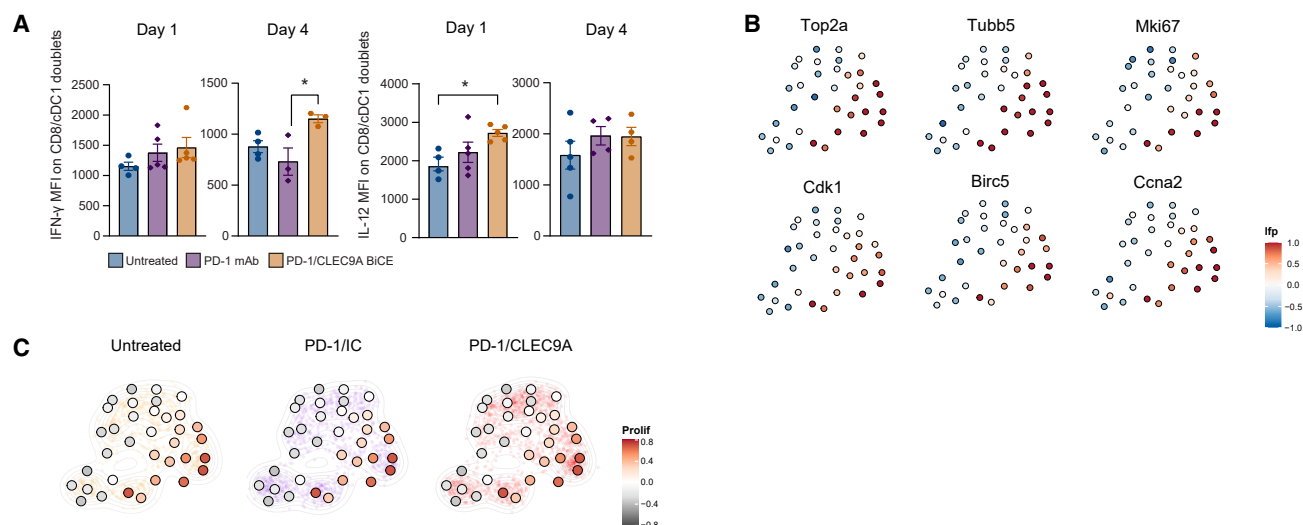 A
Day 1
Day 4
Day 1
Day 4
IFN-γ MFI on CD8/cDC1 doublets
2500
2000
1500
1000
500
0
1500
1000
500
0
*
IL-12 MFI on CD8/cDC1 doublets
4000
3000
2000
1000
0
*
3000
2000
1000
0
Untreated PD-1 mAb PD-1/CLEC9A BiCE
B
Top2a Tubb5 Mki67
Cdk1 Birc5 Ccna2
lfp
1.0
0.5
0.0
−0.5
−1.0
C
Untreated PD-1/IC PD-1/CLEC9A
Prolif
0.8
0.4
0.0
−0.4
−0.8